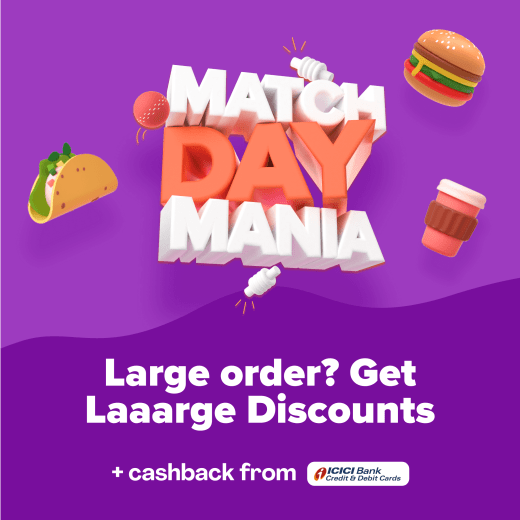 MATCH
DAY
MANIA
Large order? Get
Laaarge Discounts
+ cashback from ICICI Bank
Credit & Debit Cards